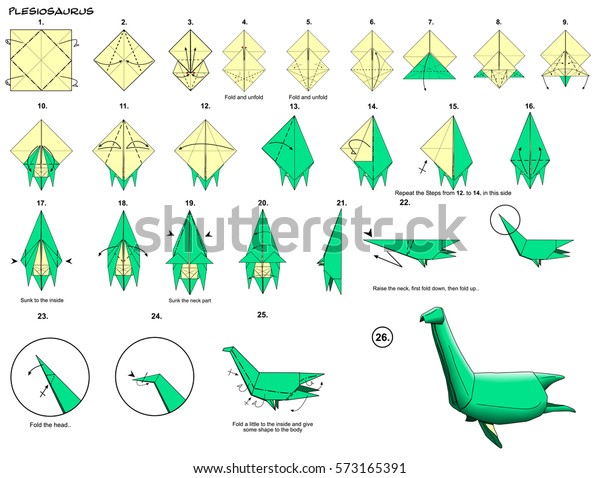 PLESIOSAURUS
1. 2. 3. 4. 5. 6. 7. 8. 9.
Fold and unfold Fold and unfold
10. 11. 12. 13. 14. 15. 16.
Repeat the Steps from 12. to 14. in this side
17. 18. 19. 20. 21. 22.
shutterstock
Sunk to the inside Sunk the neck part
Raise the neck, first fold down, then fold up..
23. 24. 25. 26.
Fold the head..
Fold a little to the inside and give
some shape to the body
shutterstock.com · 573165391